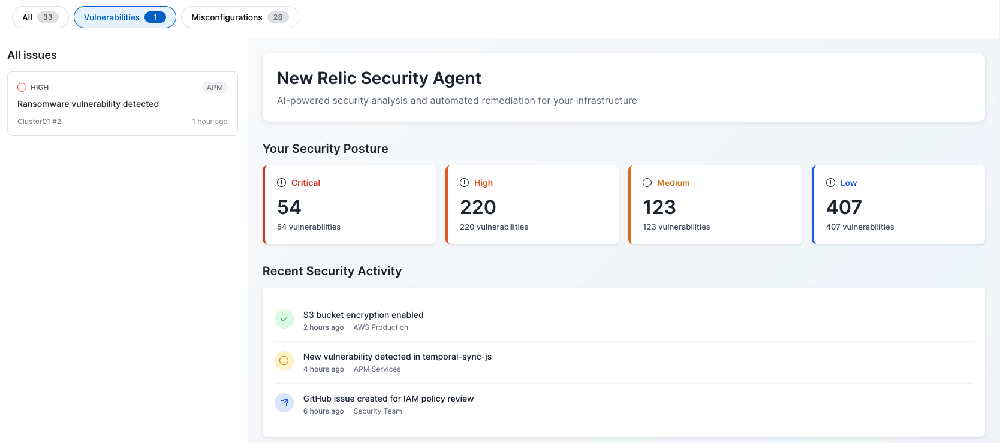 All 33 Vulnerabilities 1 Misconfigurations 28
All issues
HIGH APM
Ransomware vulnerability detected
Cluster01 #2 1 hour ago
New Relic Security Agent
AI-powered security analysis and automated remediation for your infrastructure
Your Security Posture
Critical
54
54 vulnerabilities
High
220
220 vulnerabilities
Medium
123
123 vulnerabilities
Low
407
407 vulnerabilities
Recent Security Activity
S3 bucket encryption enabled
2 hours ago AWS Production
New vulnerability detected in temporal-sync-js
4 hours ago APM Services
GitHub issue created for IAM policy review
6 hours ago Security Team